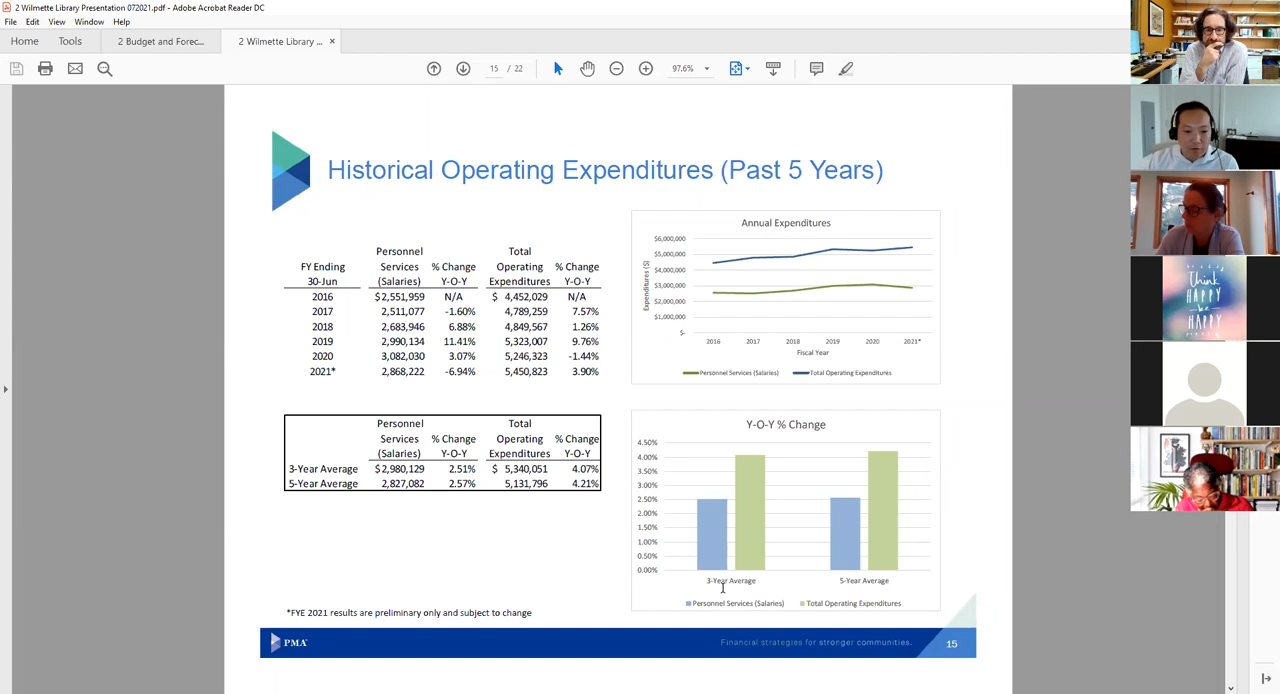 2 Wilmette Library Presentation 072021.pdf - Adobe Acrobat Reader DC
File Edit View Window Help
Home Tools 2 Budget and Forec... 2 Wilmette Library ... ×
15 / 22 97.6%
Historical Operating Expenditures (Past 5 Years)
Personnel Total
FY Ending Services % Change Operating % Change
30-Jun (Salaries) Y-O-Y Expenditures Y-O-Y
2016 $2,551,959 N/A $ 4,452,029 N/A
2017 2,511,077 -1.60% 4,789,259 7.57%
2018 2,683,946 6.88% 4,849,567 1.26%
2019 2,990,134 11.41% 5,323,007 9.76%
2020 3,082,030 3.07% 5,246,323 -1.44%
2021* 2,868,222 -6.94% 5,450,823 3.90%
Personnel Total
Services % Change Operating % Change
(Salaries) Y-O-Y Expenditures Y-O-Y
3-Year Average $2,980,129 2.51% $ 5,340,051 4.07%
5-Year Average 2,827,082 2.57% 5,131,796 4.21%
Annual Expenditures
Expenditures ($)
$6,000,000
$5,000,000
$4,000,000
$3,000,000
$2,000,000
$1,000,000
$-
2016 2017 2018 2019 2020 2021*
Fiscal Year
Personnel Services (Salaries) Total Operating Expenditures
Y-O-Y % Change
4.50%
4.00%
3.50%
3.00%
2.50%
2.00%
1.50%
1.00%
0.50%
0.00%
3-Year Average 5-Year Average
Personnel Services (Salaries) Total Operating Expenditures
*FYE 2021 results are preliminary only and subject to change
PMA Financial strategies for stronger communities. 15
Think
HAPPY
be
HAPPY